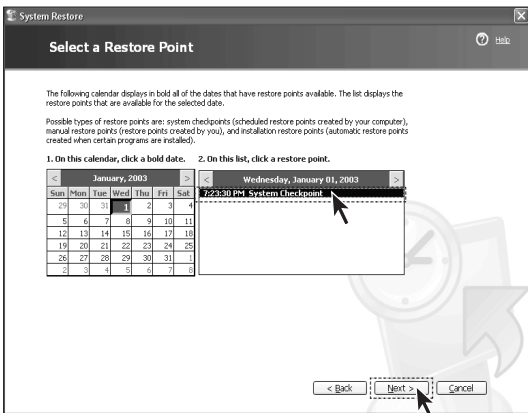 System Restore
Select a Restore Point
? Help
The following calendar displays in bold all of the dates that have restore points available. The list displays the
restore points that are available for the selected date.
Possible types of restore points are: system checkpoints (scheduled restore points created by your computer),
manual restore points (restore points created by you), and installation restore points (automatic restore points
created when certain programs are installed).
1. On this calendar, click a bold date. 2. On this list, click a restore point.
< January, 2003 > < Wednesday, January 01, 2003 >
Sun Mon Tue Wed Thu Fri Sat 7:23:30 PM System Checkpoint
29 30 31 1 2 3 4
5 6 7 8 9 10 11
12 13 14 15 16 17 18
19 20 21 22 23 24 25
26 27 28 29 30 31 1
2 3 4 5 6 7 8
< Back Next > Cancel